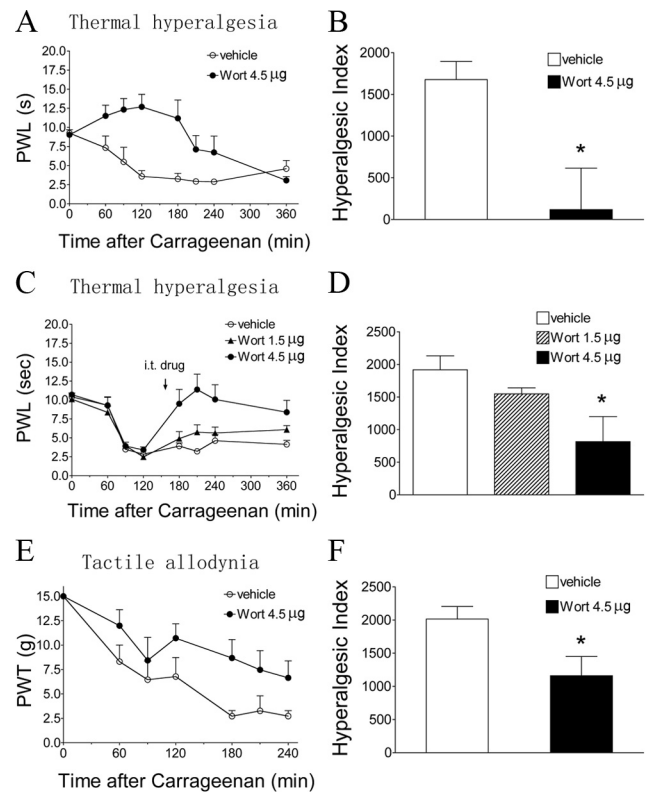 A Thermal hyperalgesia
vehicle
Wort 4.5 μg
PWL (s)
20.0
17.5
15.0
12.5
10.0
7.5
5.0
2.5
0.0
0 60 120 180 240 300 360
Time after Carrageenan (min)
B
vehicle
Wort 4.5 μg
Hyperalgesic Index
2000
1500
1000
500
0
*
C Thermal hyperalgesia
vehicle
Wort 1.5 μg
Wort 4.5 μg
PWL (sec)
20.0
17.5
15.0
12.5
10.0
7.5
5.0
2.5
0.0
i.t. drug
0 60 120 180 240 300 360
Time after Carrageenan (min)
D
vehicle
Wort 1.5 μg
Wort 4.5 μg
Hyperalgesic Index
2500
2000
1500
1000
500
0
*
E Tactile allodynia
vehicle
Wort 4.5 μg
PWT (g)
15.0
12.5
10.0
7.5
5.0
2.5
0.0
0 60 120 180 240
Time after Carrageenan (min)
F
vehicle
Wort 4.5 μg
Hyperalgesic Index
2500
2000
1500
1000
500
0
*